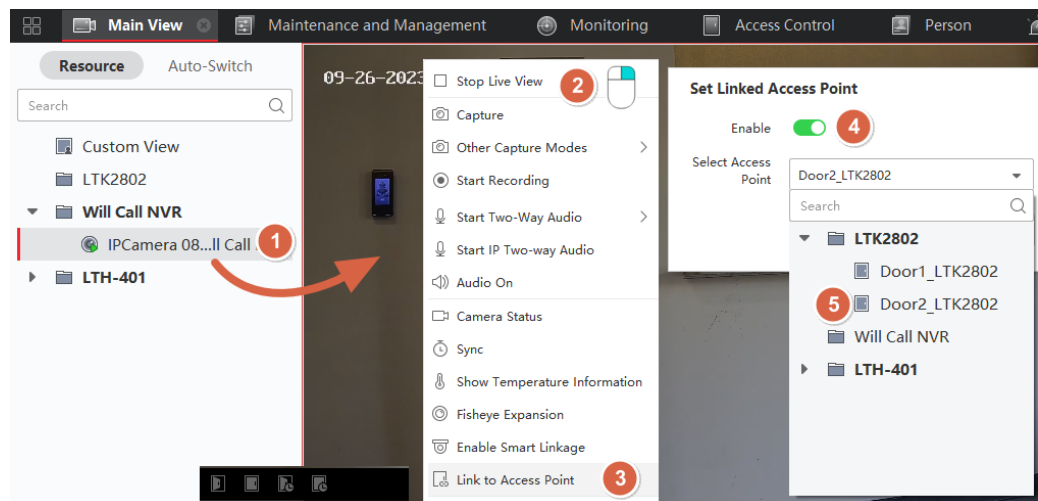 Main View
Maintenance and Management
Monitoring
Access Control
Person
Resource
Auto-Switch
Search
Custom View
LTK2802
Will Call NVR
IPCamera 08...ll Call
1
LTH-401
09-26-2023
Stop Live View
2
Capture
Other Capture Modes
Start Recording
Start Two-Way Audio
Start IP Two-way Audio
Audio On
Camera Status
Sync
Show Temperature Information
Fisheye Expansion
Enable Smart Linkage
Link to Access Point
3
Set Linked Access Point
Enable
4
Select Access
Point
Door2_LTK2802
Search
LTK2802
Door1_LTK2802
5
Door2_LTK2802
Will Call NVR
LTH-401